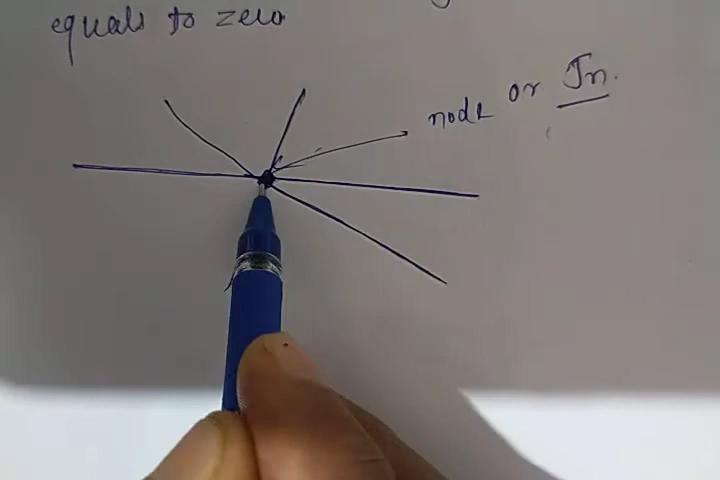 equals to zero
node or Jn.